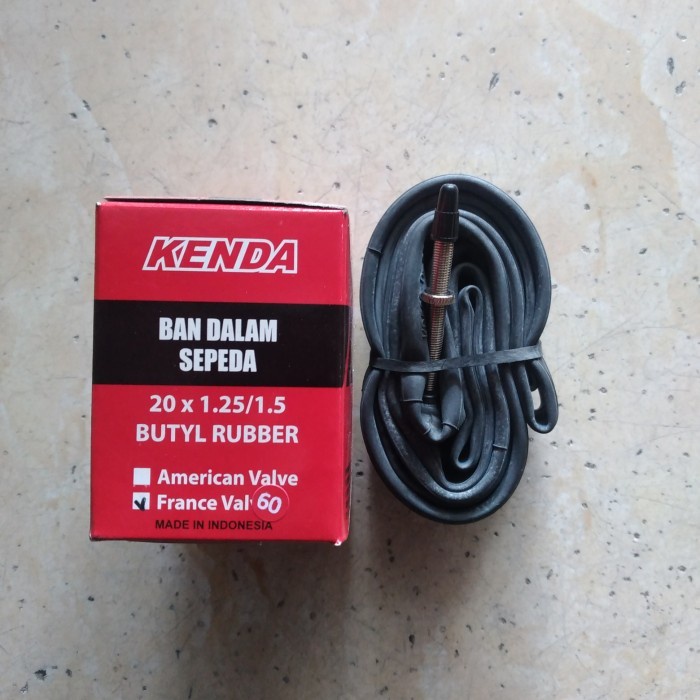 KENDA
BAN DALAM
SEPEDA
20 x 1.25/1.5
BUTYL RUBBER
American Valve
France Val 60
MADE IN INDONESIA